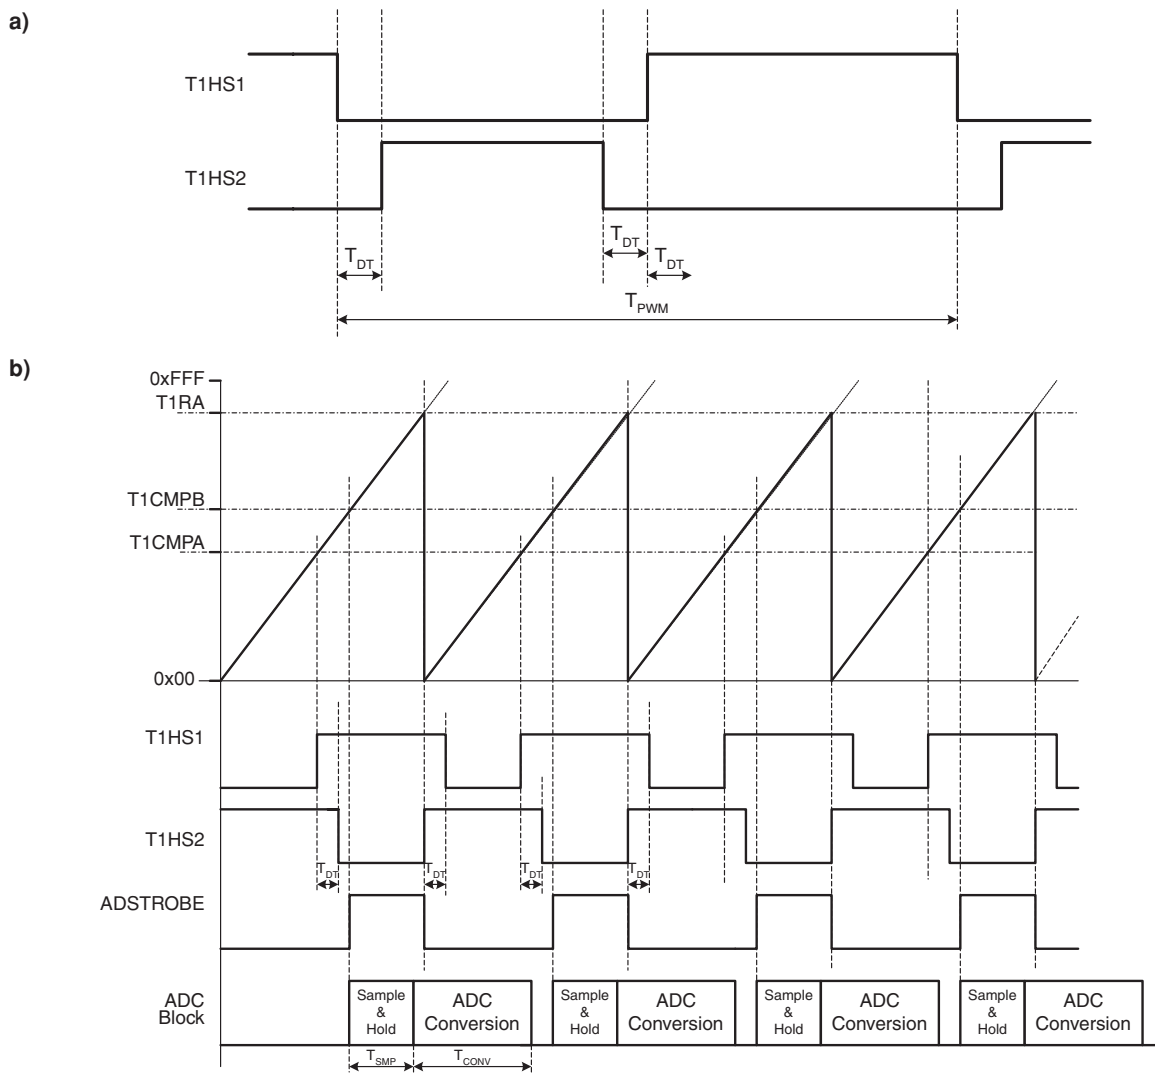 a)
T1HS1
T1HS2
TDT
TDT
TDT
TPWM
b)
0xFFF
T1RA
T1CMPB
T1CMPA
0x00
T1HS1
T1HS2
TDT TDT TDT TDT
ADSTROBE
ADC
Block
Sample
&
Hold
ADC
Conversion
Sample
&
Hold
ADC
Conversion
Sample
&
Hold
ADC
Conversion
Sample
&
Hold
ADC
Conversion
TSMP TCONV